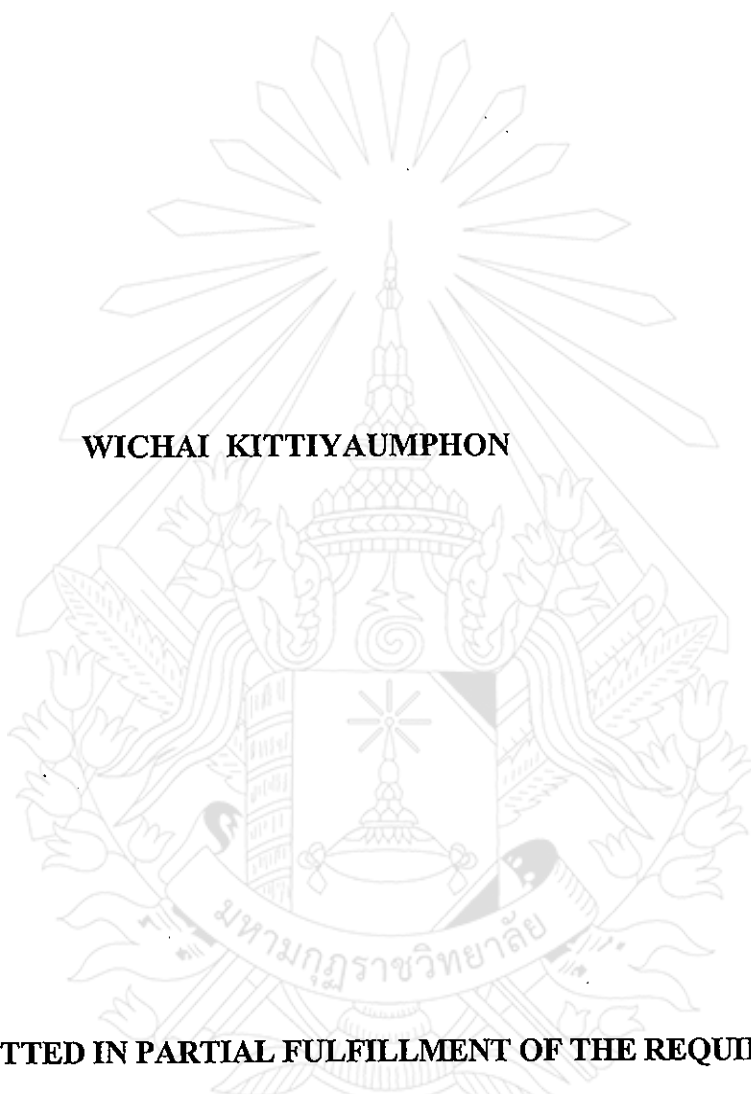 WICHAI KITTIYAUMPHON
มหามกุฏราชวิทยาลัย
TTED IN PARTIAL FULFILLMENT OF THE REQUI